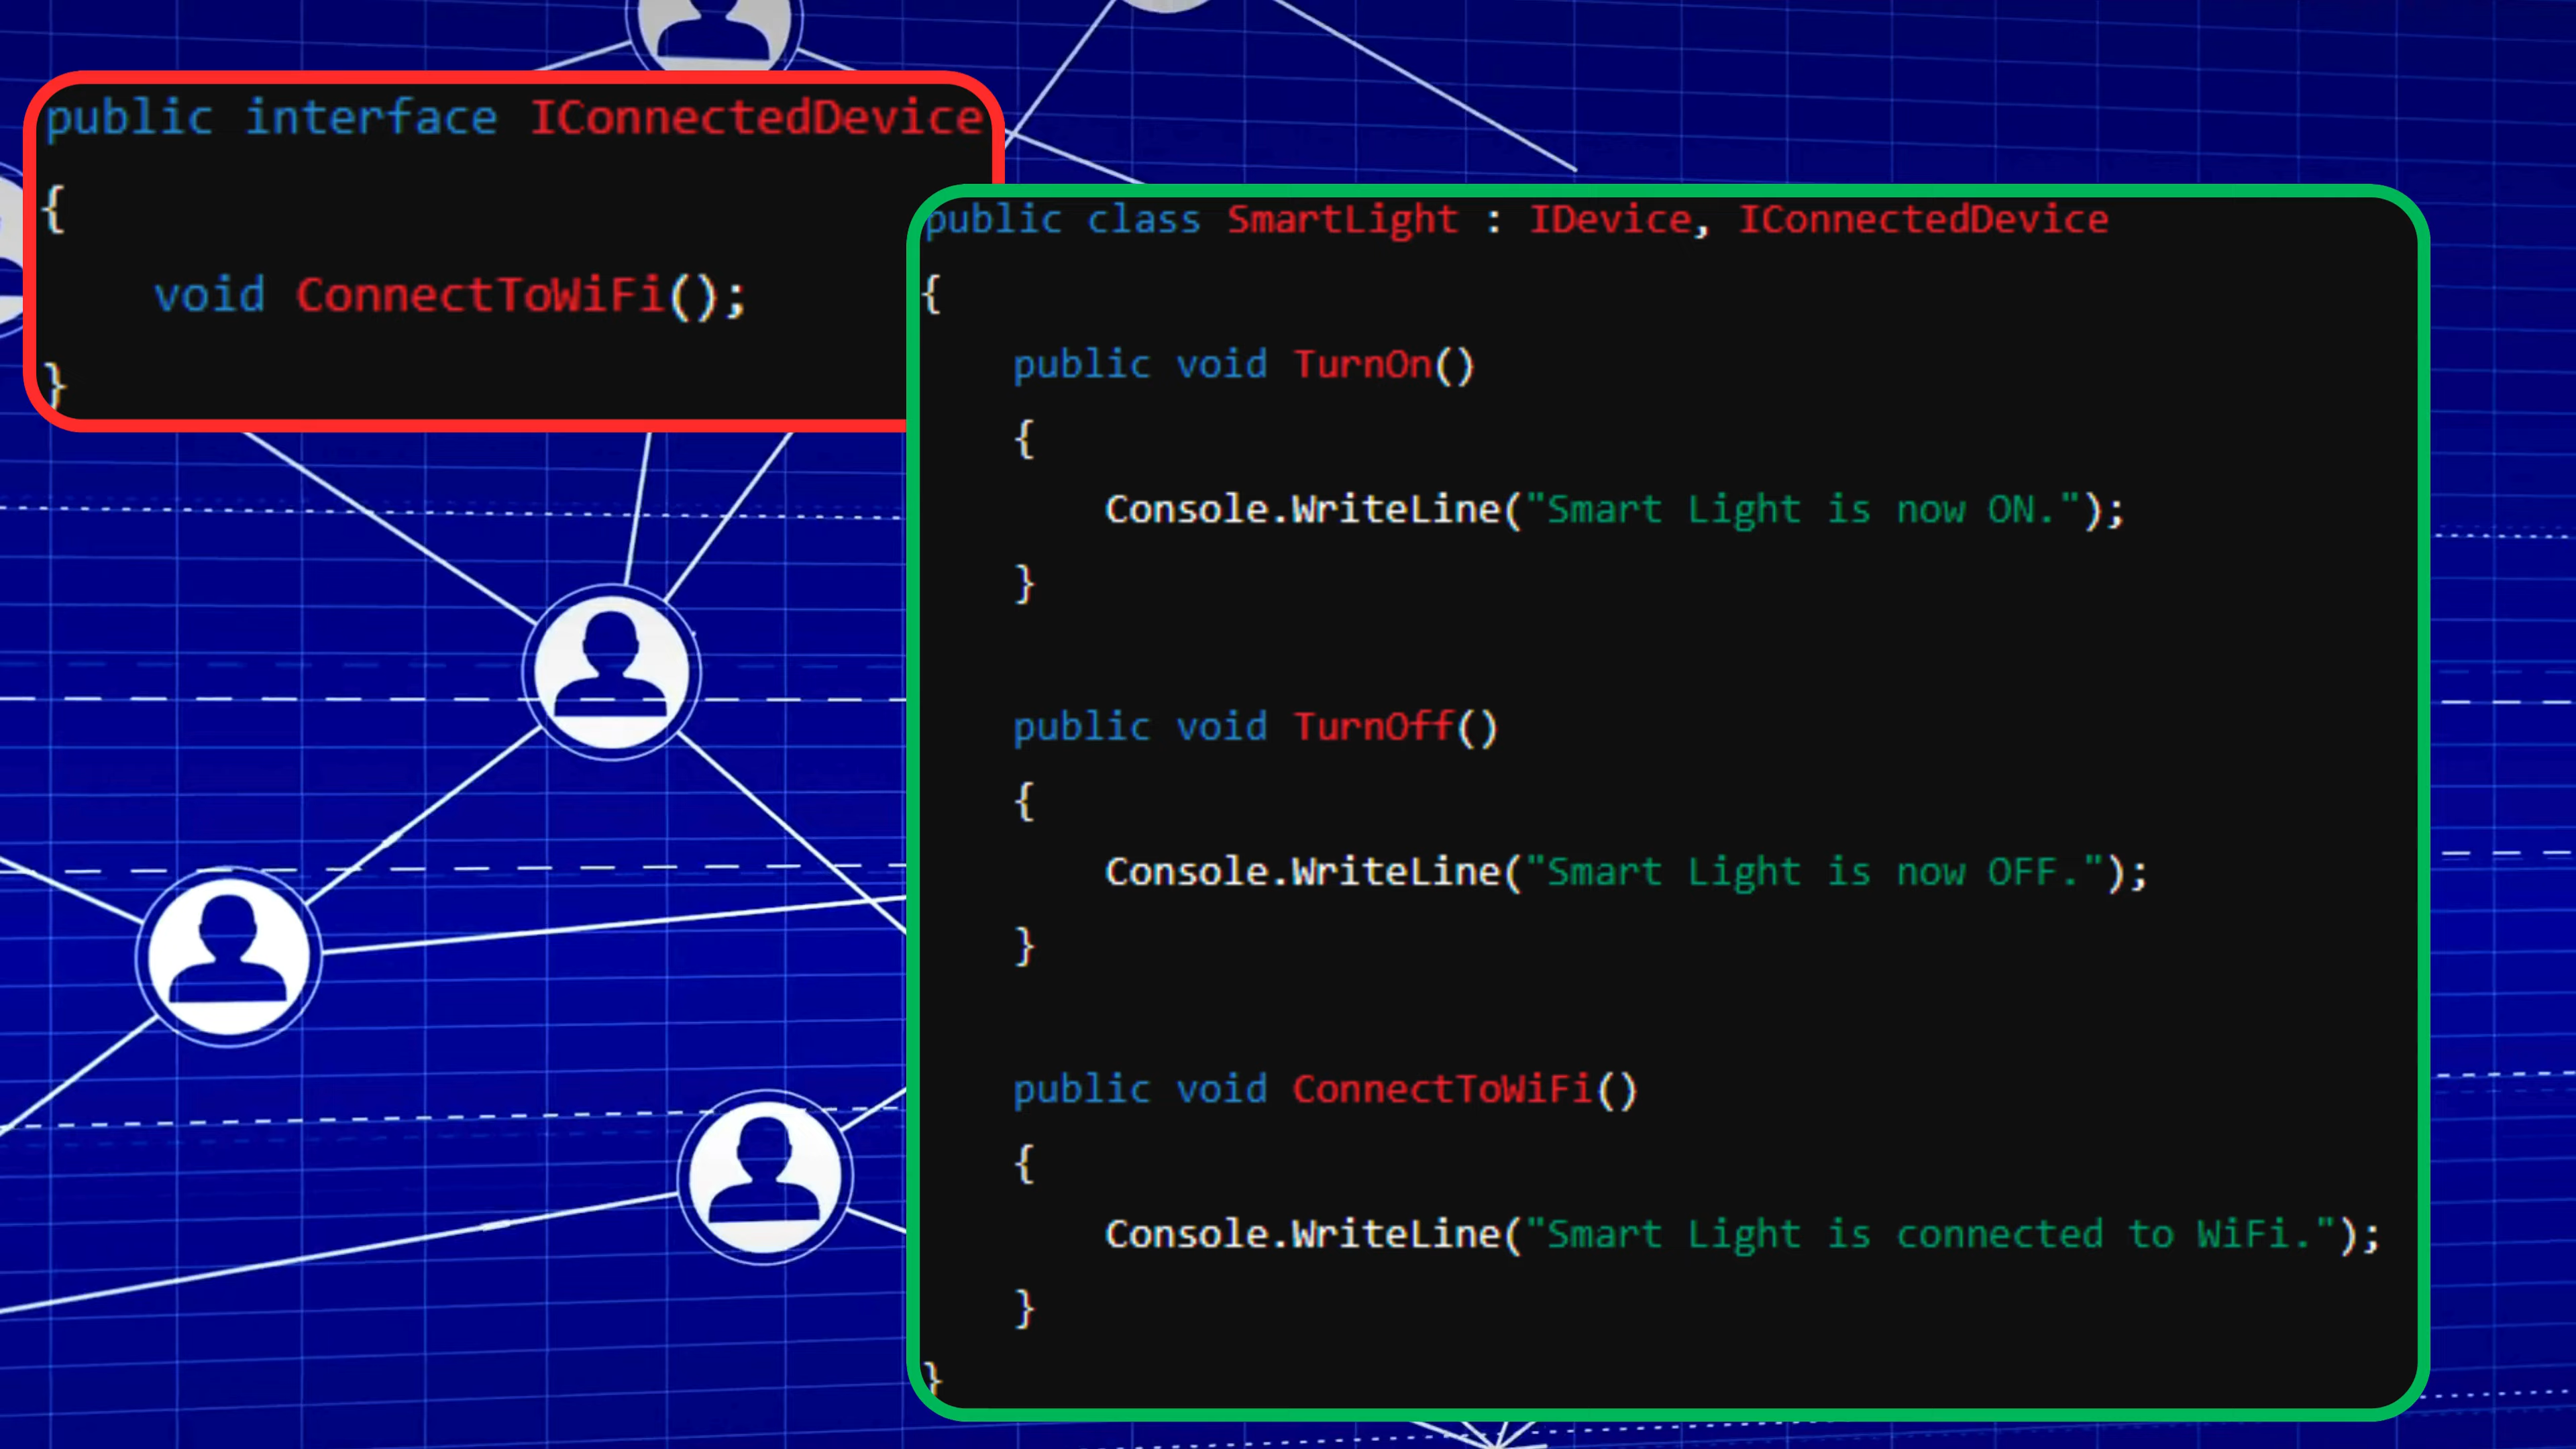 public interface IConnectedDevice
{
    void ConnectToWiFi();
}
public class SmartLight : IDevice, IConnectedDevice
{
    public void TurnOn()
    {
        Console.WriteLine("Smart Light is now ON.");
    }
    public void TurnOff()
    {
        Console.WriteLine("Smart Light is now OFF.");
    }
    public void ConnectToWiFi()
    {
        Console.WriteLine("Smart Light is connected to WiFi.");
    }
}